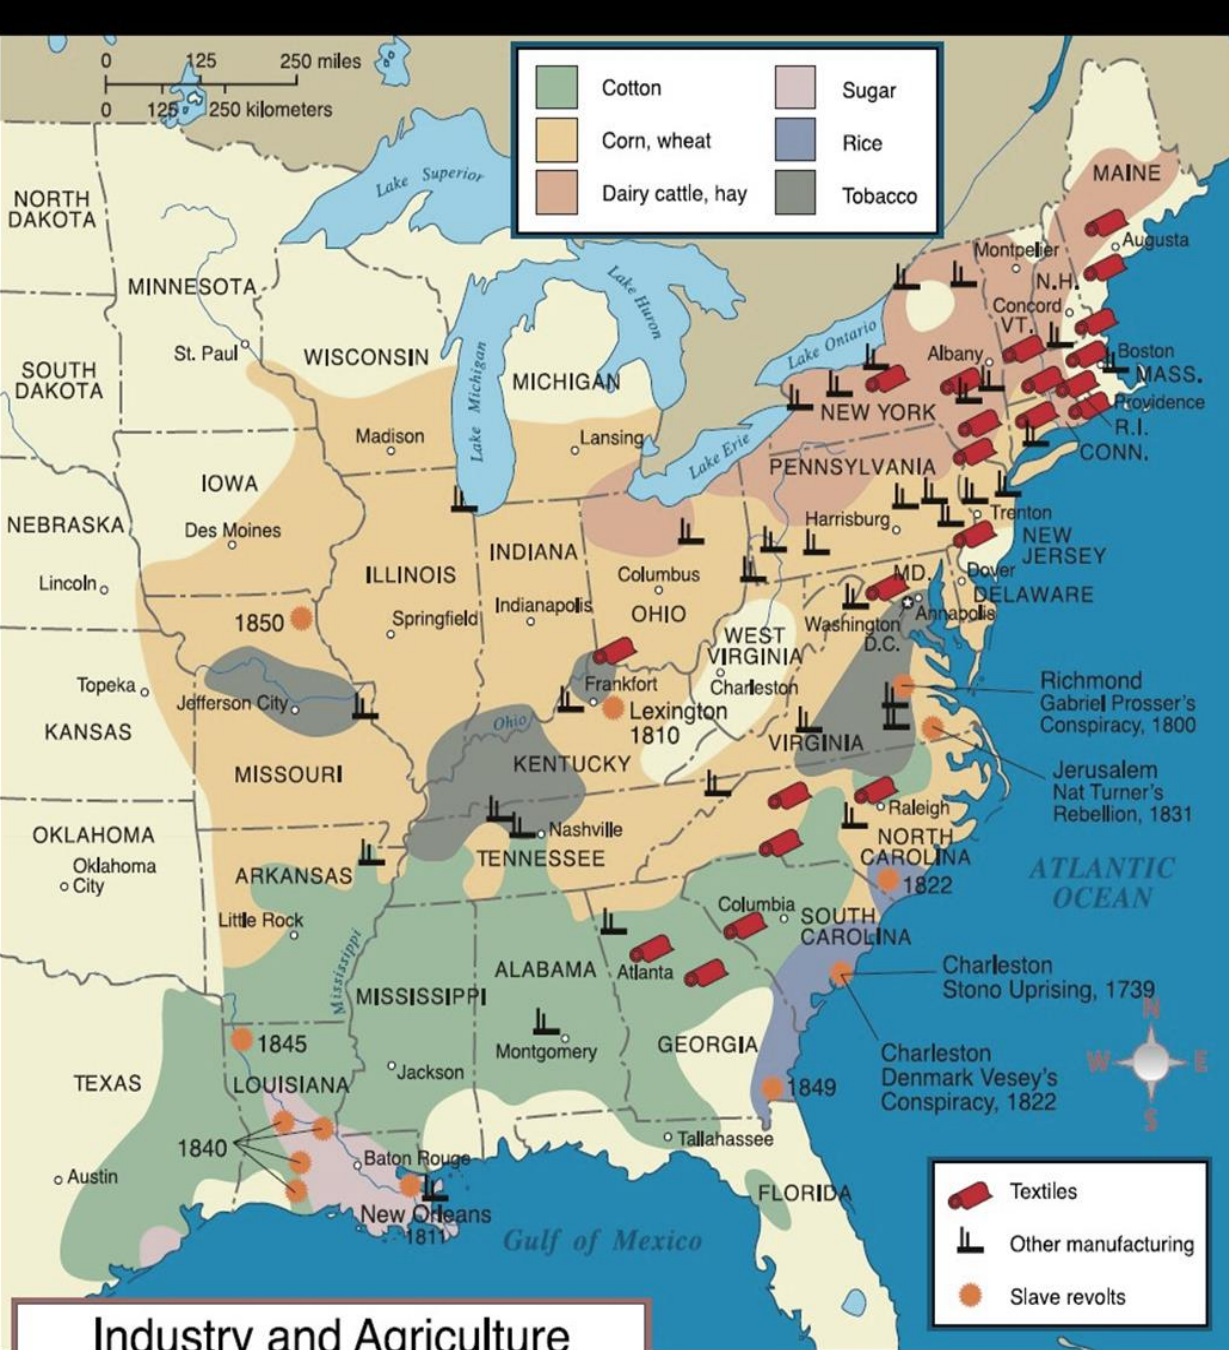 0 125 250 miles
0 125 250 kilometers
Cotton
Corn, wheat
Dairy cattle, hay
Sugar
Rice
Tobacco
Lake Superior
Lake Michigan
Lake Huron
Lake Ontario
Lake Erie
NORTH
DAKOTA
MINNESOTA
St. Paul
SOUTH
DAKOTA
WISCONSIN
Madison
MICHIGAN
Lansing
MAINE
Augusta
Montpelier
N.H.
Concord
VT.
Albany
Boston
MASS.
Providence
R.I.
CONN.
NEW YORK
PENNSYLVANIA
Harrisburg
Trenton
NEW
JERSEY
MD.
Dover
DELAWARE
Annapolis
Washington
D.C.
IOWA
Des Moines
NEBRASKA
Lincoln
ILLINOIS
Springfield
INDIANA
Indianapolis
Columbus
OHIO
WEST
VIRGINIA
Charleston
1850
Topeka
KANSAS
Jefferson City
MISSOURI
Frankfort
Lexington
1810
Ohio
KENTUCKY
VIRGINIA
Richmond
Gabriel Prosser's
Conspiracy, 1800
Jerusalem
Nat Turner's
Rebellion, 1831
OKLAHOMA
Oklahoma
City
ARKANSAS
Little Rock
Nashville
TENNESSEE
Raleigh
NORTH
CAROLINA
1822
ATLANTIC
OCEAN
Columbia
SOUTH
CAROLINA
Charleston
Stono Uprising, 1739
Charleston
Denmark Vesey's
Conspiracy, 1822
N
W E
S
Mississippi
MISSISSIPPI
Jackson
ALABAMA
Montgomery
Atlanta
GEORGIA
1849
TEXAS
Austin
1845
LOUISIANA
1840
Baton Rouge
New Orleans
1811
Tallahassee
FLORIDA
Gulf of Mexico
Textiles
Other manufacturing
Slave revolts
Industry and Agriculture